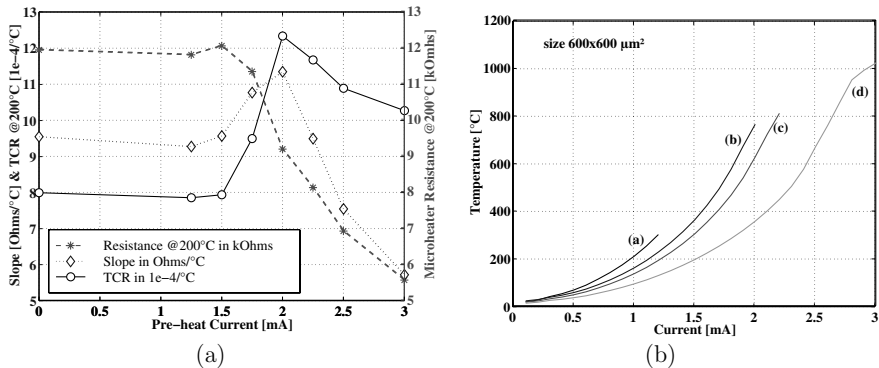 Slope [Ohms/°C] & TCR @200°C [1e−4/°C]
13
12
11
10
9
8
7
6
5
Resistance @200°C in kOhms
Slope in Ohms/°C
TCR in 1e−4/°C
0
0.5
1
1.5
2
2.5
3
Pre−heat Current [mA]
13
12
11
10
9
8
7
6
5
Microheater Resistance @200°C [kOmhs]
(a)
Temperature [°C]
1200
1000
800
600
400
200
0
size 600x600 µm²
(a)
(b)
(c)
(d)
0
0.5
1
1.5
2
2.5
3
Current [mA]
(b)